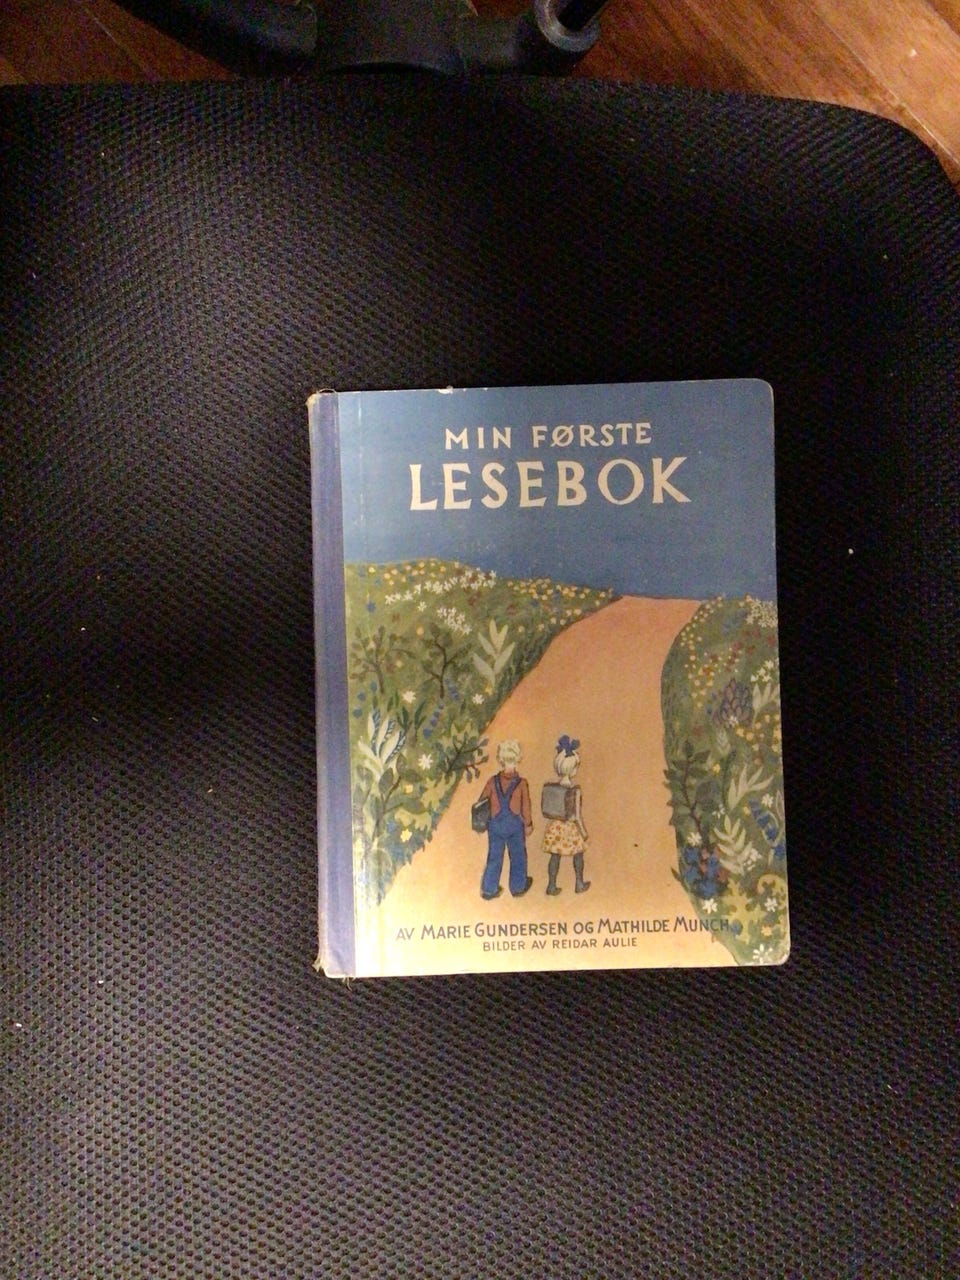 MIN FØRSTE
LESEBOK
AV MARIE GUNDERSEN OG MATHILDE MUNCH
BILDER AV REIDAR AULIE